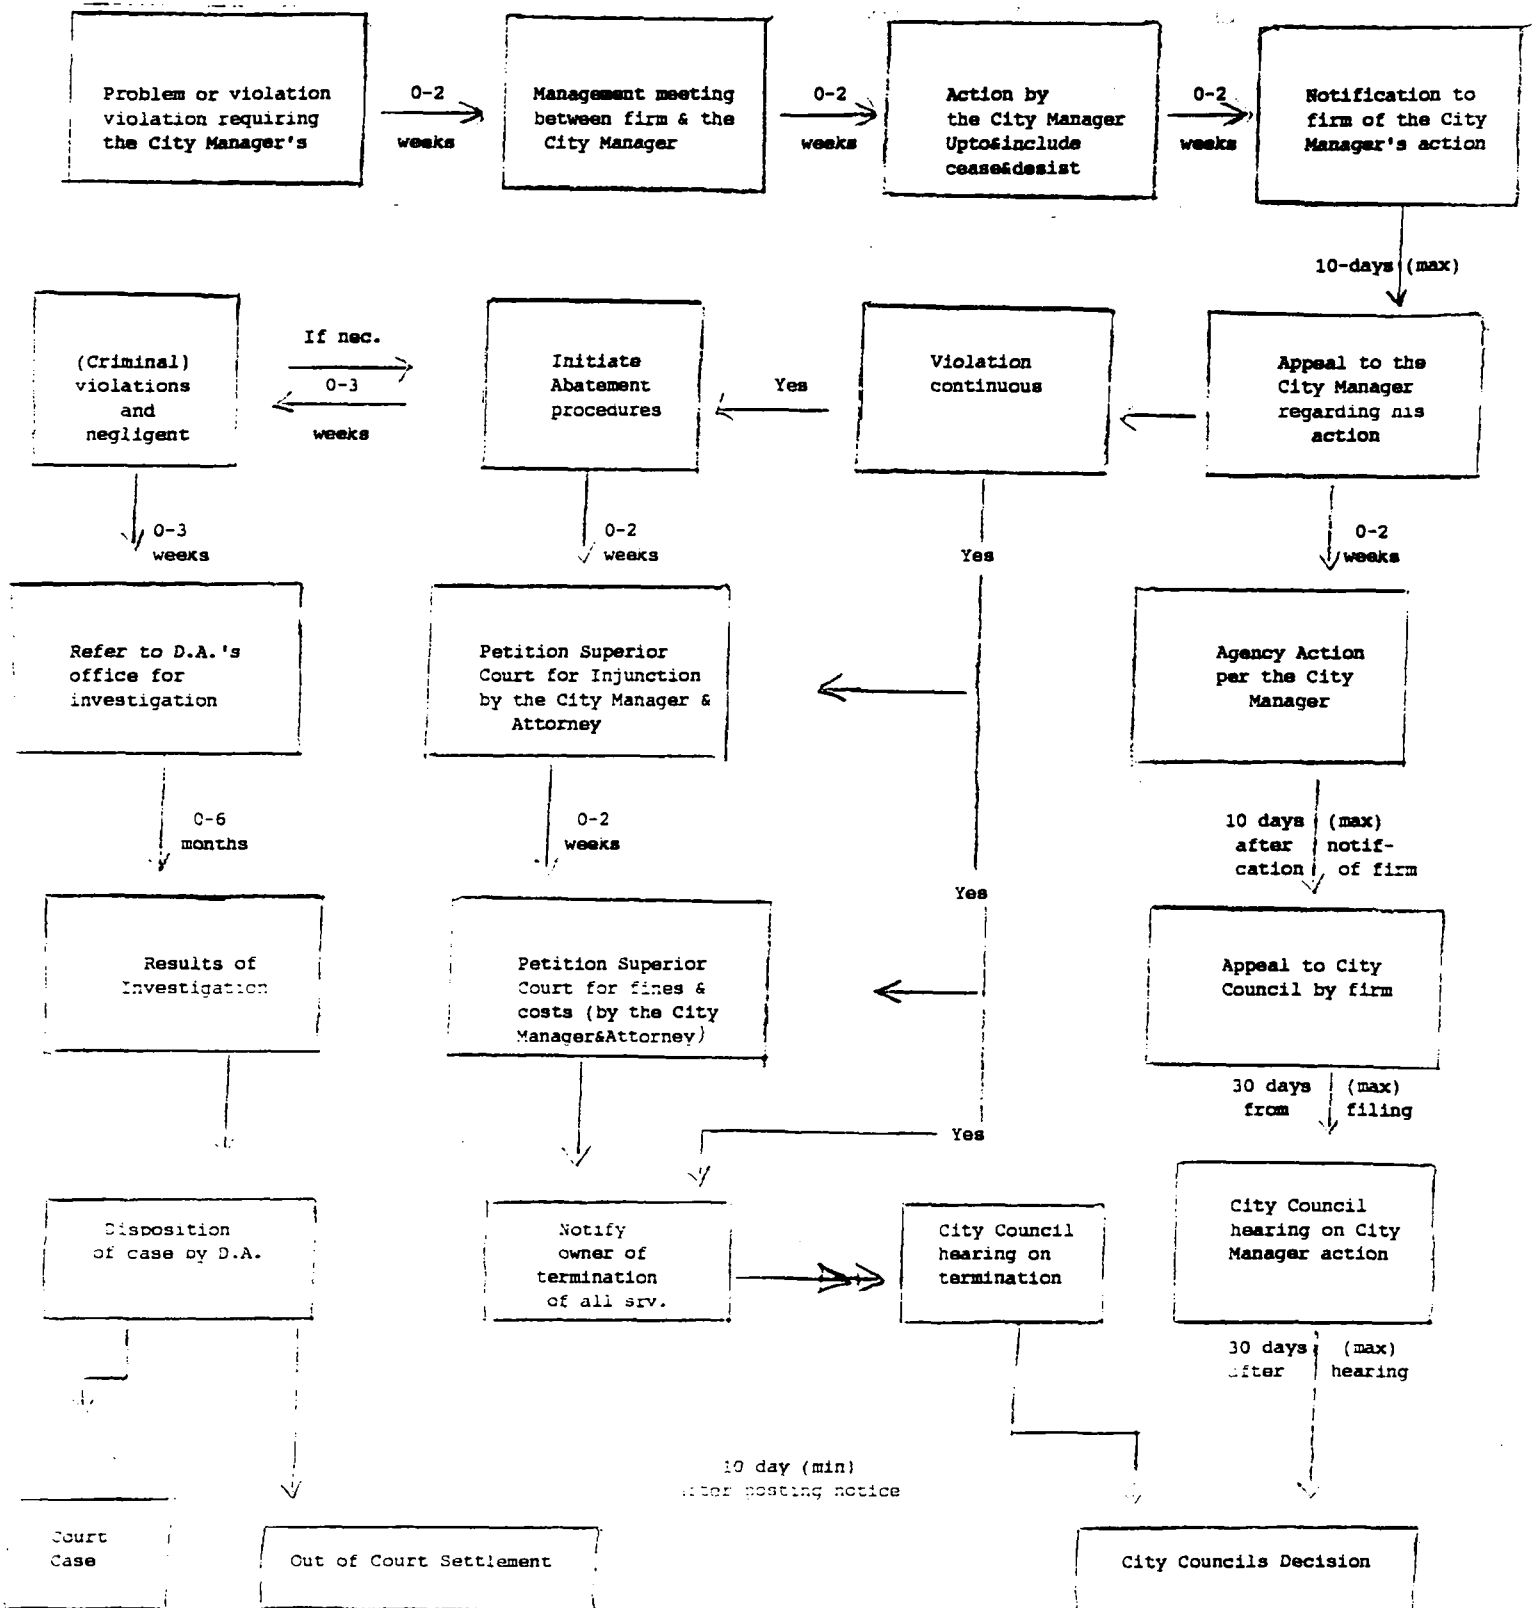 Problem or violation
violation requiring
the City Manager's
0-2
weeks
Management meeting
between firm & the
City Manager
0-2
weeks
Action by
the City Manager
Upto&include
cease&desist
0-2
weeks
Notification to
firm of the City
Manager's action
10-days (max)
(Criminal)
violations
and
negligent
If nec.
0-3
weeks
Initiate
Abatement
procedures
Yes
Violation
continuous
Appeal to the
City Manager
regarding his
action
0-3
weeks
0-2
weeks
Yes
0-2
weeks
Refer to D.A.'s
office for
investigation
Petition Superior
Court for Injunction
by the City Manager &
Attorney
Agency Action
per the City
Manager
0-6
months
0-2
weeks
10 days (max)
after notif-
cation of firm
Yes
Results of
Investigation
Petition Superior
Court for fines &
costs (by the City
Manager&Attorney)
Appeal to City
Council by firm
30 days (max)
from filing
Yes
Disposition
of case by D.A.
Notify
owner of
termination
of all srv.
City Council
hearing on
termination
City Council
hearing on City
Manager action
30 days (max)
after hearing
10 day (min)
after posting notice
Court
Case
Out of Court Settlement
City Councils Decision